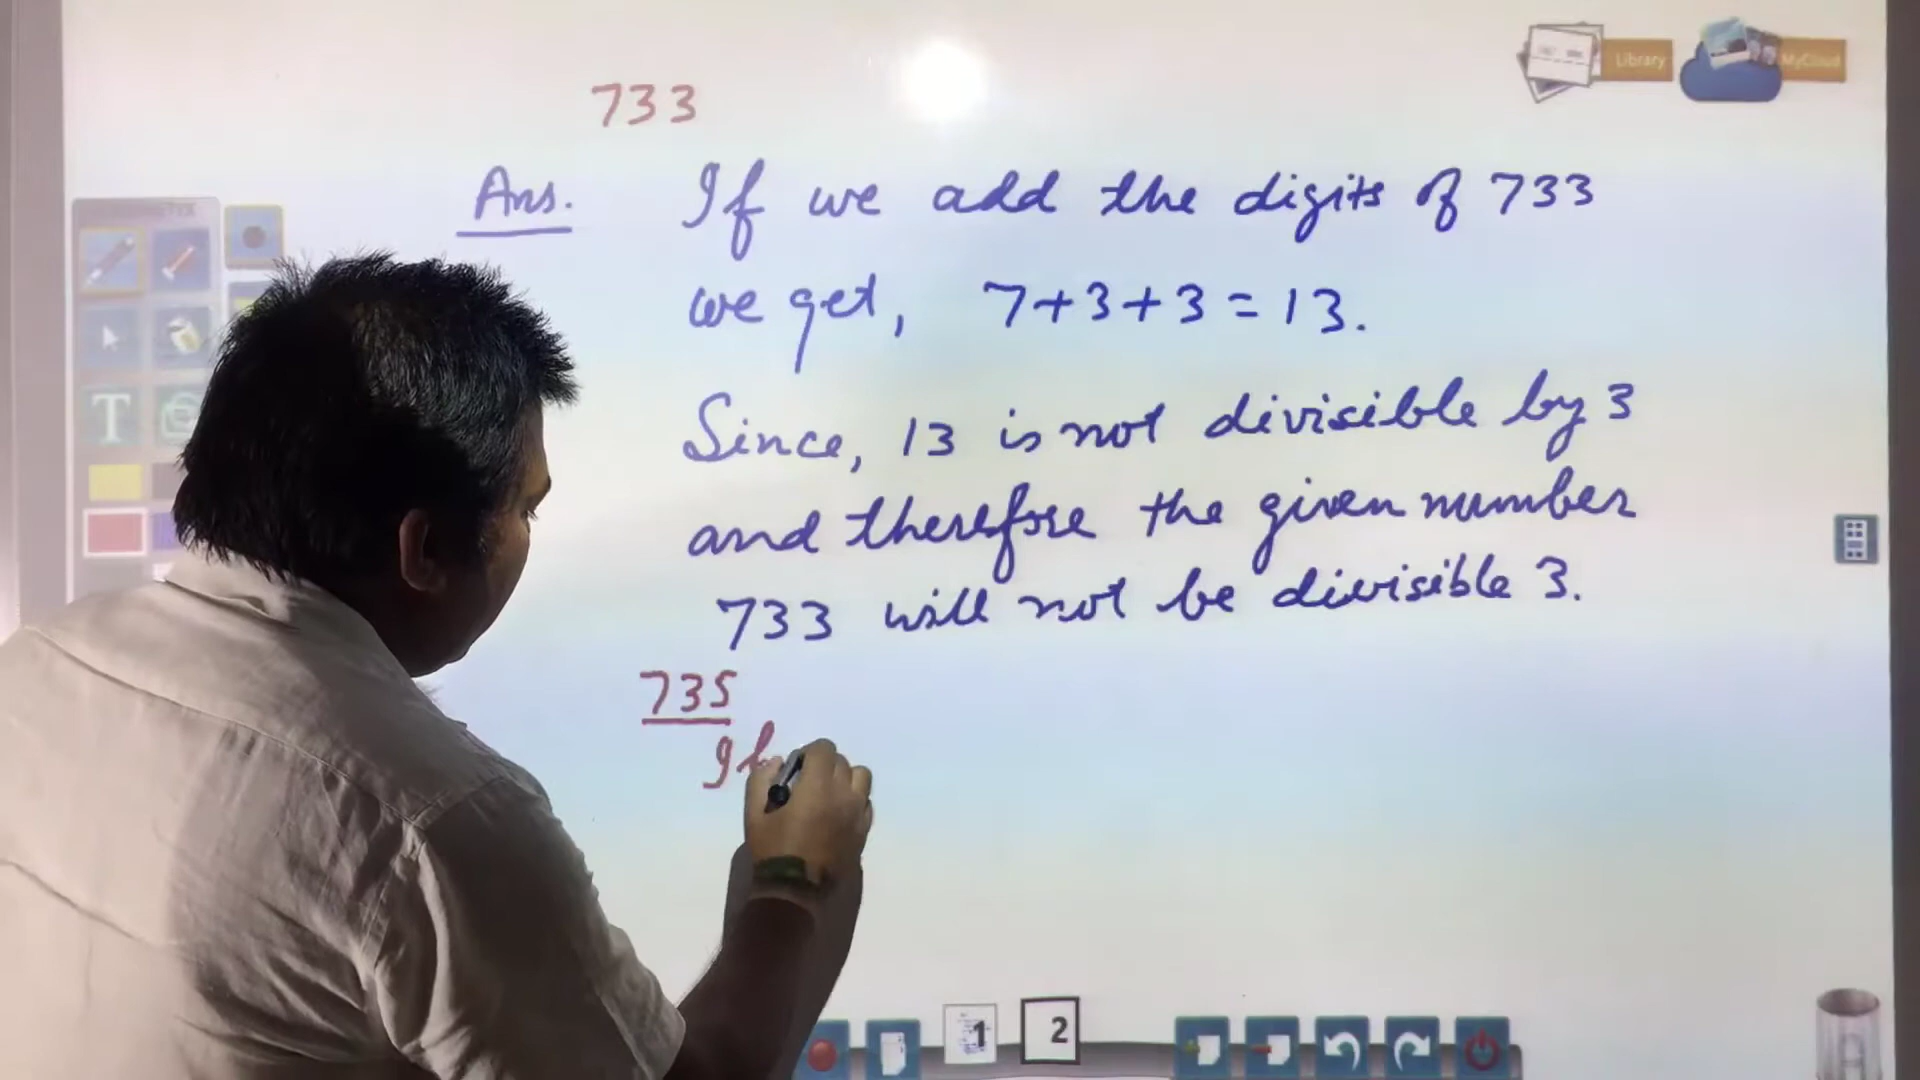 Library
MyCloud
733
Ans. If we add the digits of 733
we get, 7+3+3=13.
Since, 13 is not divisible by 3
and therefore the given number
733 will not be divisible 3.
735
If
T
1
2